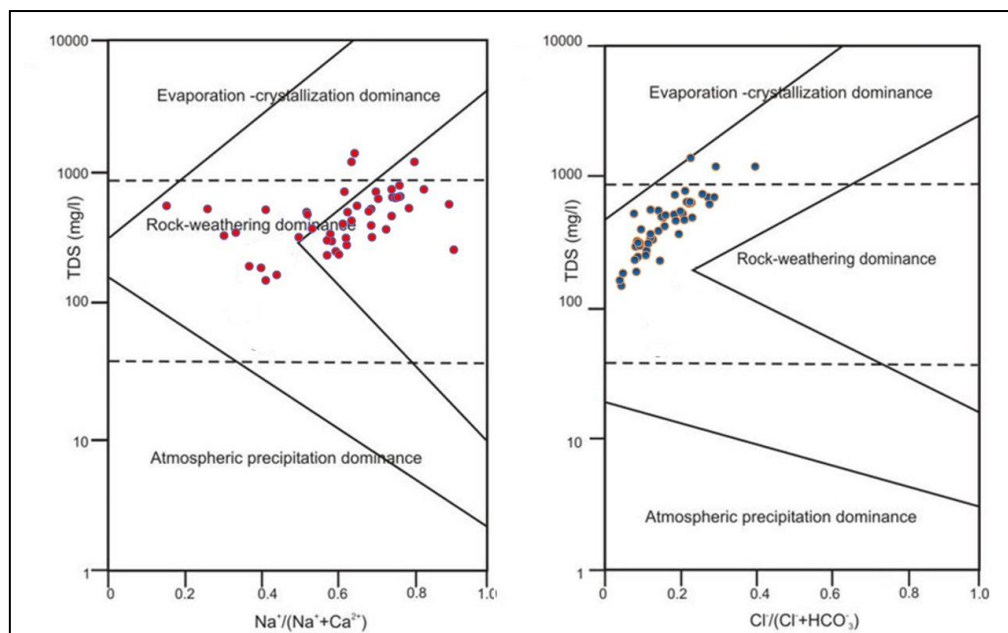 10000
Evaporation -crystallization dominance
1000
Rock-weathering dominance
100
10
Atmospheric precipitation dominance
1
0 0.2 0.4 0.6 0.8 1.0
TDS (mg/l)
Na⁺/(Na⁺+Ca²⁺)
10000
Evaporation -crystallization dominance
1000
Rock-weathering dominance
100
10
Atmospheric precipitation dominance
1
0 0.2 0.4 0.6 0.8 1.0
TDS (mg/l)
Cl⁻/(Cl⁻+HCO⁻₃)